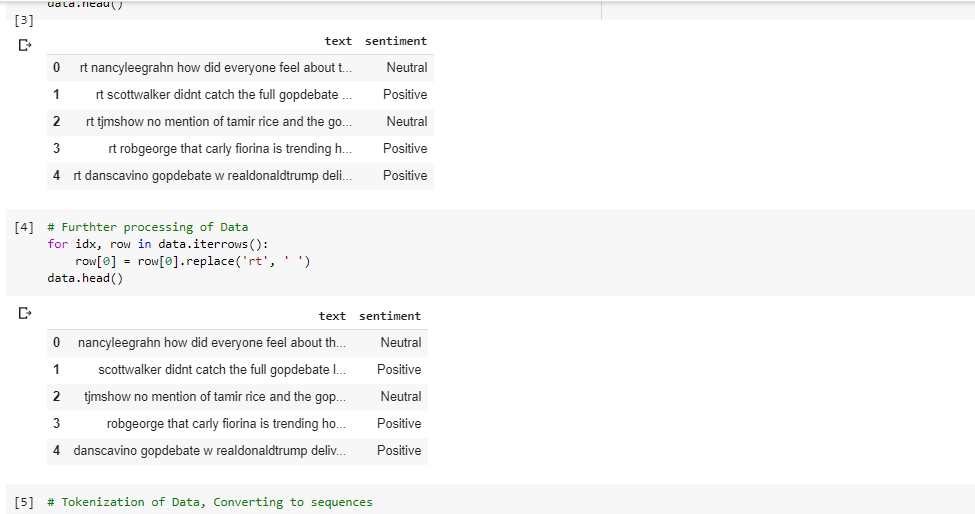 data.head()
[3]
text sentiment
0 rt nancyleegrahn how did everyone feel about t... Neutral
1 rt scottwalker didnt catch the full gopdebate ... Positive
2 rt tjmshow no mention of tamir rice and the go... Neutral
3 rt robgeorge that carly fiorina is trending h... Positive
4 rt danscavino gopdebate w realdonaldtrump deli... Positive
[4] # Furthter processing of Data
for idx, row in data.iterrows():
row[0] = row[0].replace('rt', ' ')
data.head()
text sentiment
0 nancyleegrahn how did everyone feel about th... Neutral
1 scottwalker didnt catch the full gopdebate l... Positive
2 tjmshow no mention of tamir rice and the gop... Neutral
3 robgeorge that carly fiorina is trending ho... Positive
4 danscavino gopdebate w realdonaldtrump deliv... Positive
[5] # Tokenization of Data, Converting to sequences